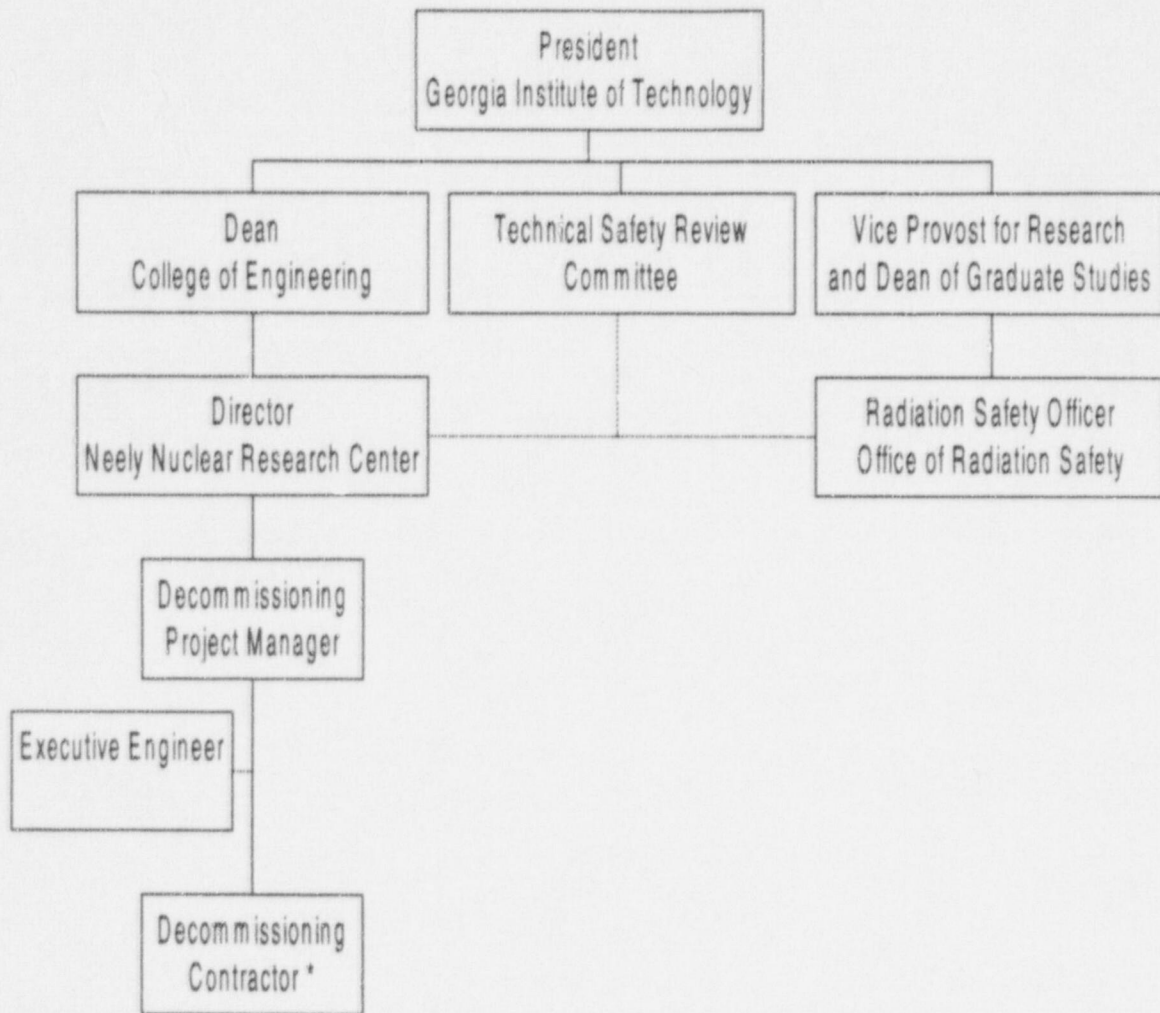 President
Georgia Institute of Technology
Dean
College of Engineering
Technical Safety Review
Committee
Vice Provost for Research
and Dean of Graduate Studies
Director
Neely Nuclear Research Center
Radiation Safety Officer
Office of Radiation Safety
Decommissioning
Project Manager
Executive Engineer
Decommissioning
Contractor *